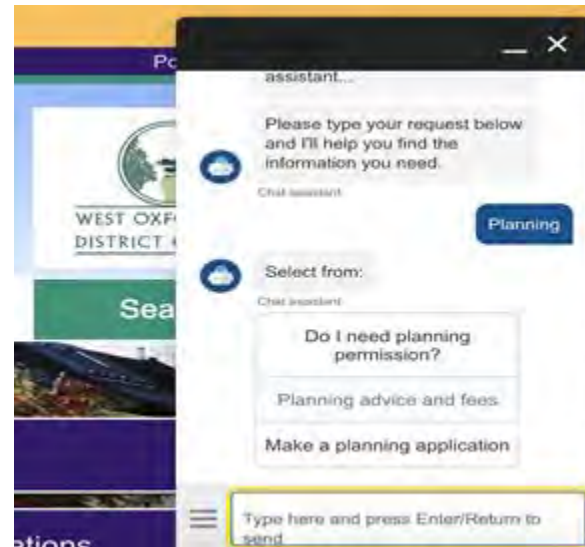 Po
assistant...
Please type your request below
and I'll help you find the
information you need.
Chat assistant
Planning
WEST OXFO
DISTRICT
Select from:
Chat assistant
Sea
Do I need planning
permission?
Planning advice and fees
Make a planning application
Type here and press Enter/Return to
send
ations